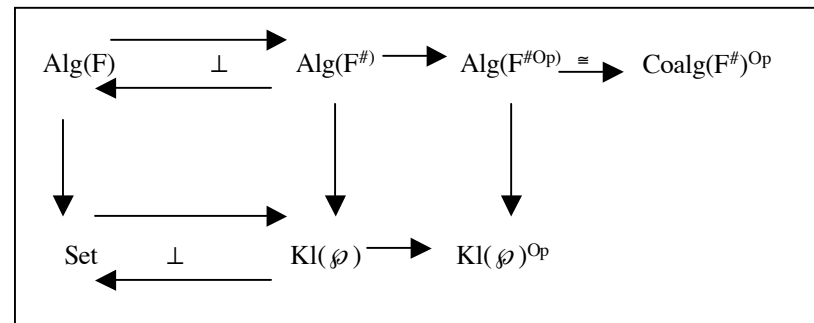 Alg(F) ⊥ Alg(F#) Alg(F#Op) ≅ Coalg(F#)Op
Set ⊥ Kl(℘) Kl(℘)Op